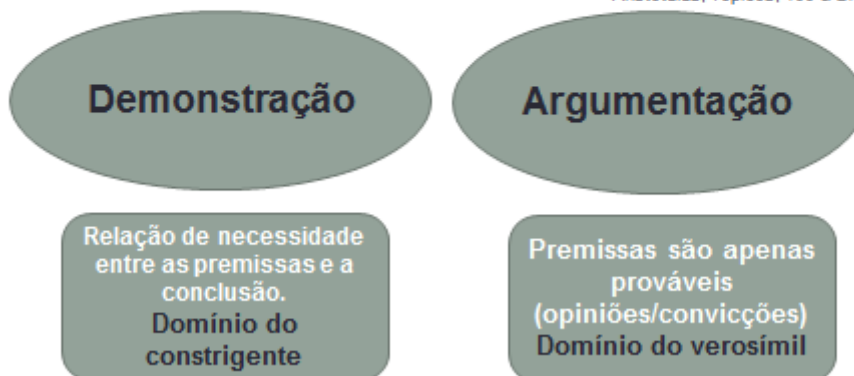 Demonstração
Argumentação
Relação de necessidade
entre as premissas e a
conclusão.
Domínio do
constrigente
Premissas são apenas
prováveis
(opiniões/convicções)
Domínio do verosímil